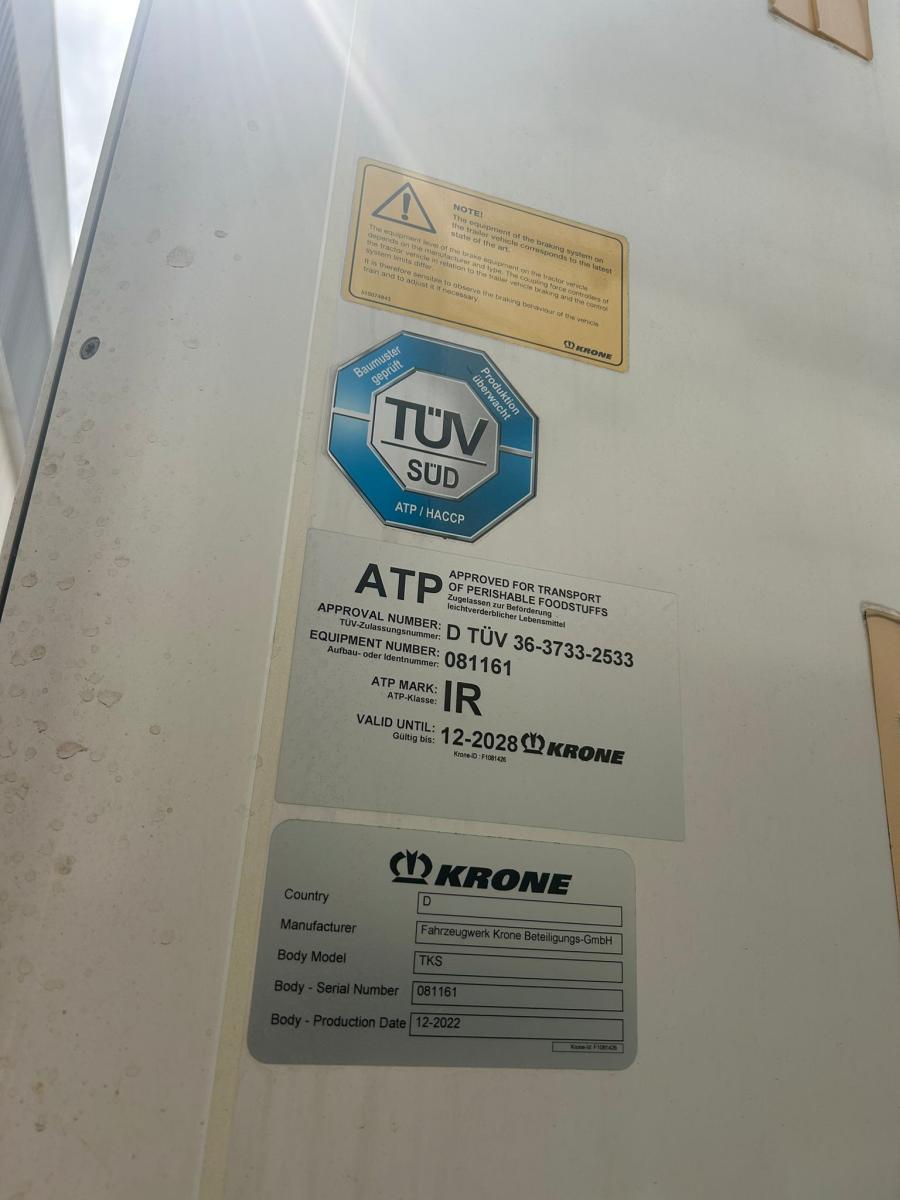 NOTE!
The equipment of the braking system on
the trailer vehicle corresponds to the latest
state of the art.
The equipment level of the brake equipment on the tractor vehicle
depends on the manufacturer and type. The coupling force controllers of
the tractor vehicle in relation to the trailer vehicle braking and the control
system limits differ.
It is therefore sensible to observe the braking behaviour of the vehicle
train and to adjust it if necessary.
KRONE
Baumuster
geprüft
Produktion
überwacht
TÜV
SÜD
ATP / HACCP
ATP
APPROVED FOR TRANSPORT
OF PERISHABLE FOODSTUFFS
Zugelassen zur Beförderung
leichtverderblicher Lebensmittel
APPROVAL NUMBER:
TÜV-Zulassungsnummer:
D TÜV 36-3733-2533
EQUIPMENT NUMBER:
Aufbau- oder Identnummer:
081161
ATP MARK:
ATP-Klasse:
IR
VALID UNTIL:
Gültig bis:
12-2028
KRONE
Krone-ID : F1081426
KRONE
Country D
Manufacturer Fahrzeugwerk Krone Beteiligungs-GmbH
Body Model TKS
Body - Serial Number 081161
Body - Production Date 12-2022
Krone-Id: F1081426